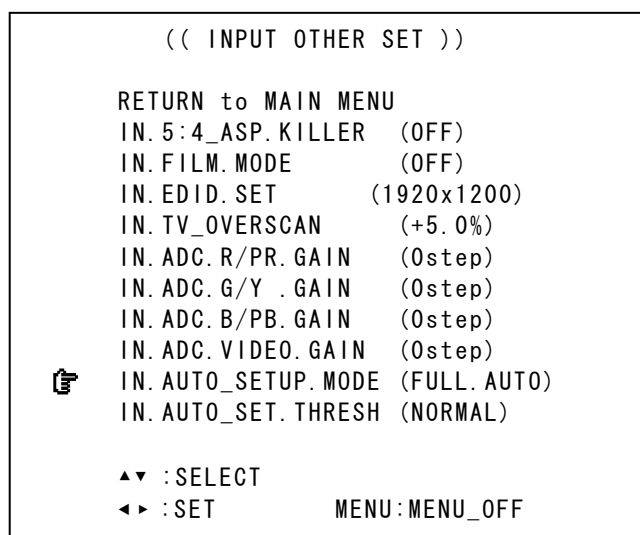 (( INPUT OTHER SET ))
RETURN to MAIN MENU
IN.5:4_ASP.KILLER (OFF)
IN.FILM.MODE (OFF)
IN.EDID.SET (1920x1200)
IN.TV_OVERSCAN (+5.0%)
IN.ADC.R/PR.GAIN (0step)
IN.ADC.G/Y .GAIN (0step)
IN.ADC.B/PB.GAIN (0step)
IN.ADC.VIDEO.GAIN (0step)
IN.AUTO_SETUP.MODE (FULL.AUTO)
IN.AUTO_SET.THRESH (NORMAL)
▲▼ :SELECT
◄► :SET MENU:MENU_OFF